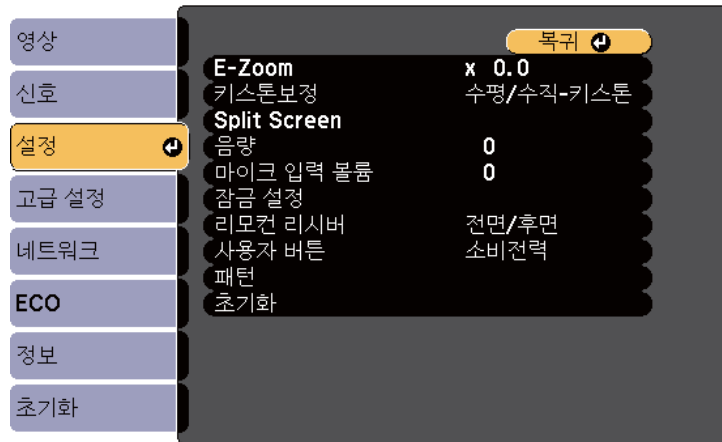 영상
신호
설정
고급 설정
네트워크
ECO
정보
초기화
복귀
E-Zoom x 0.0
키스톤보정 수평/수직-키스톤
Split Screen
음량 0
마이크 입력 볼륨 0
잠금 설정
리모컨 리시버 전면/후면
사용자 버튼 소비전력
패턴
초기화